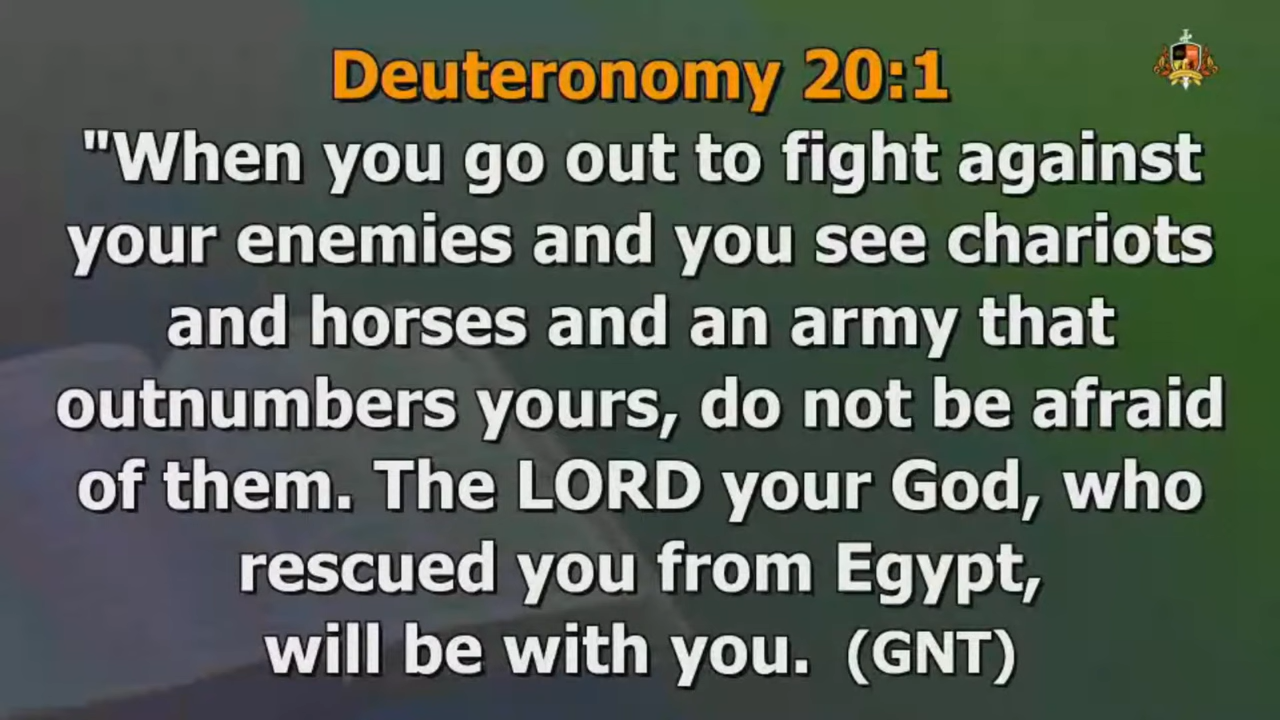 Deuteronomy 20:1
"When you go out to fight against
your enemies and you see chariots
and horses and an army that
outnumbers yours, do not be afraid
of them. The LORD your God, who
rescued you from Egypt,
will be with you. (GNT)